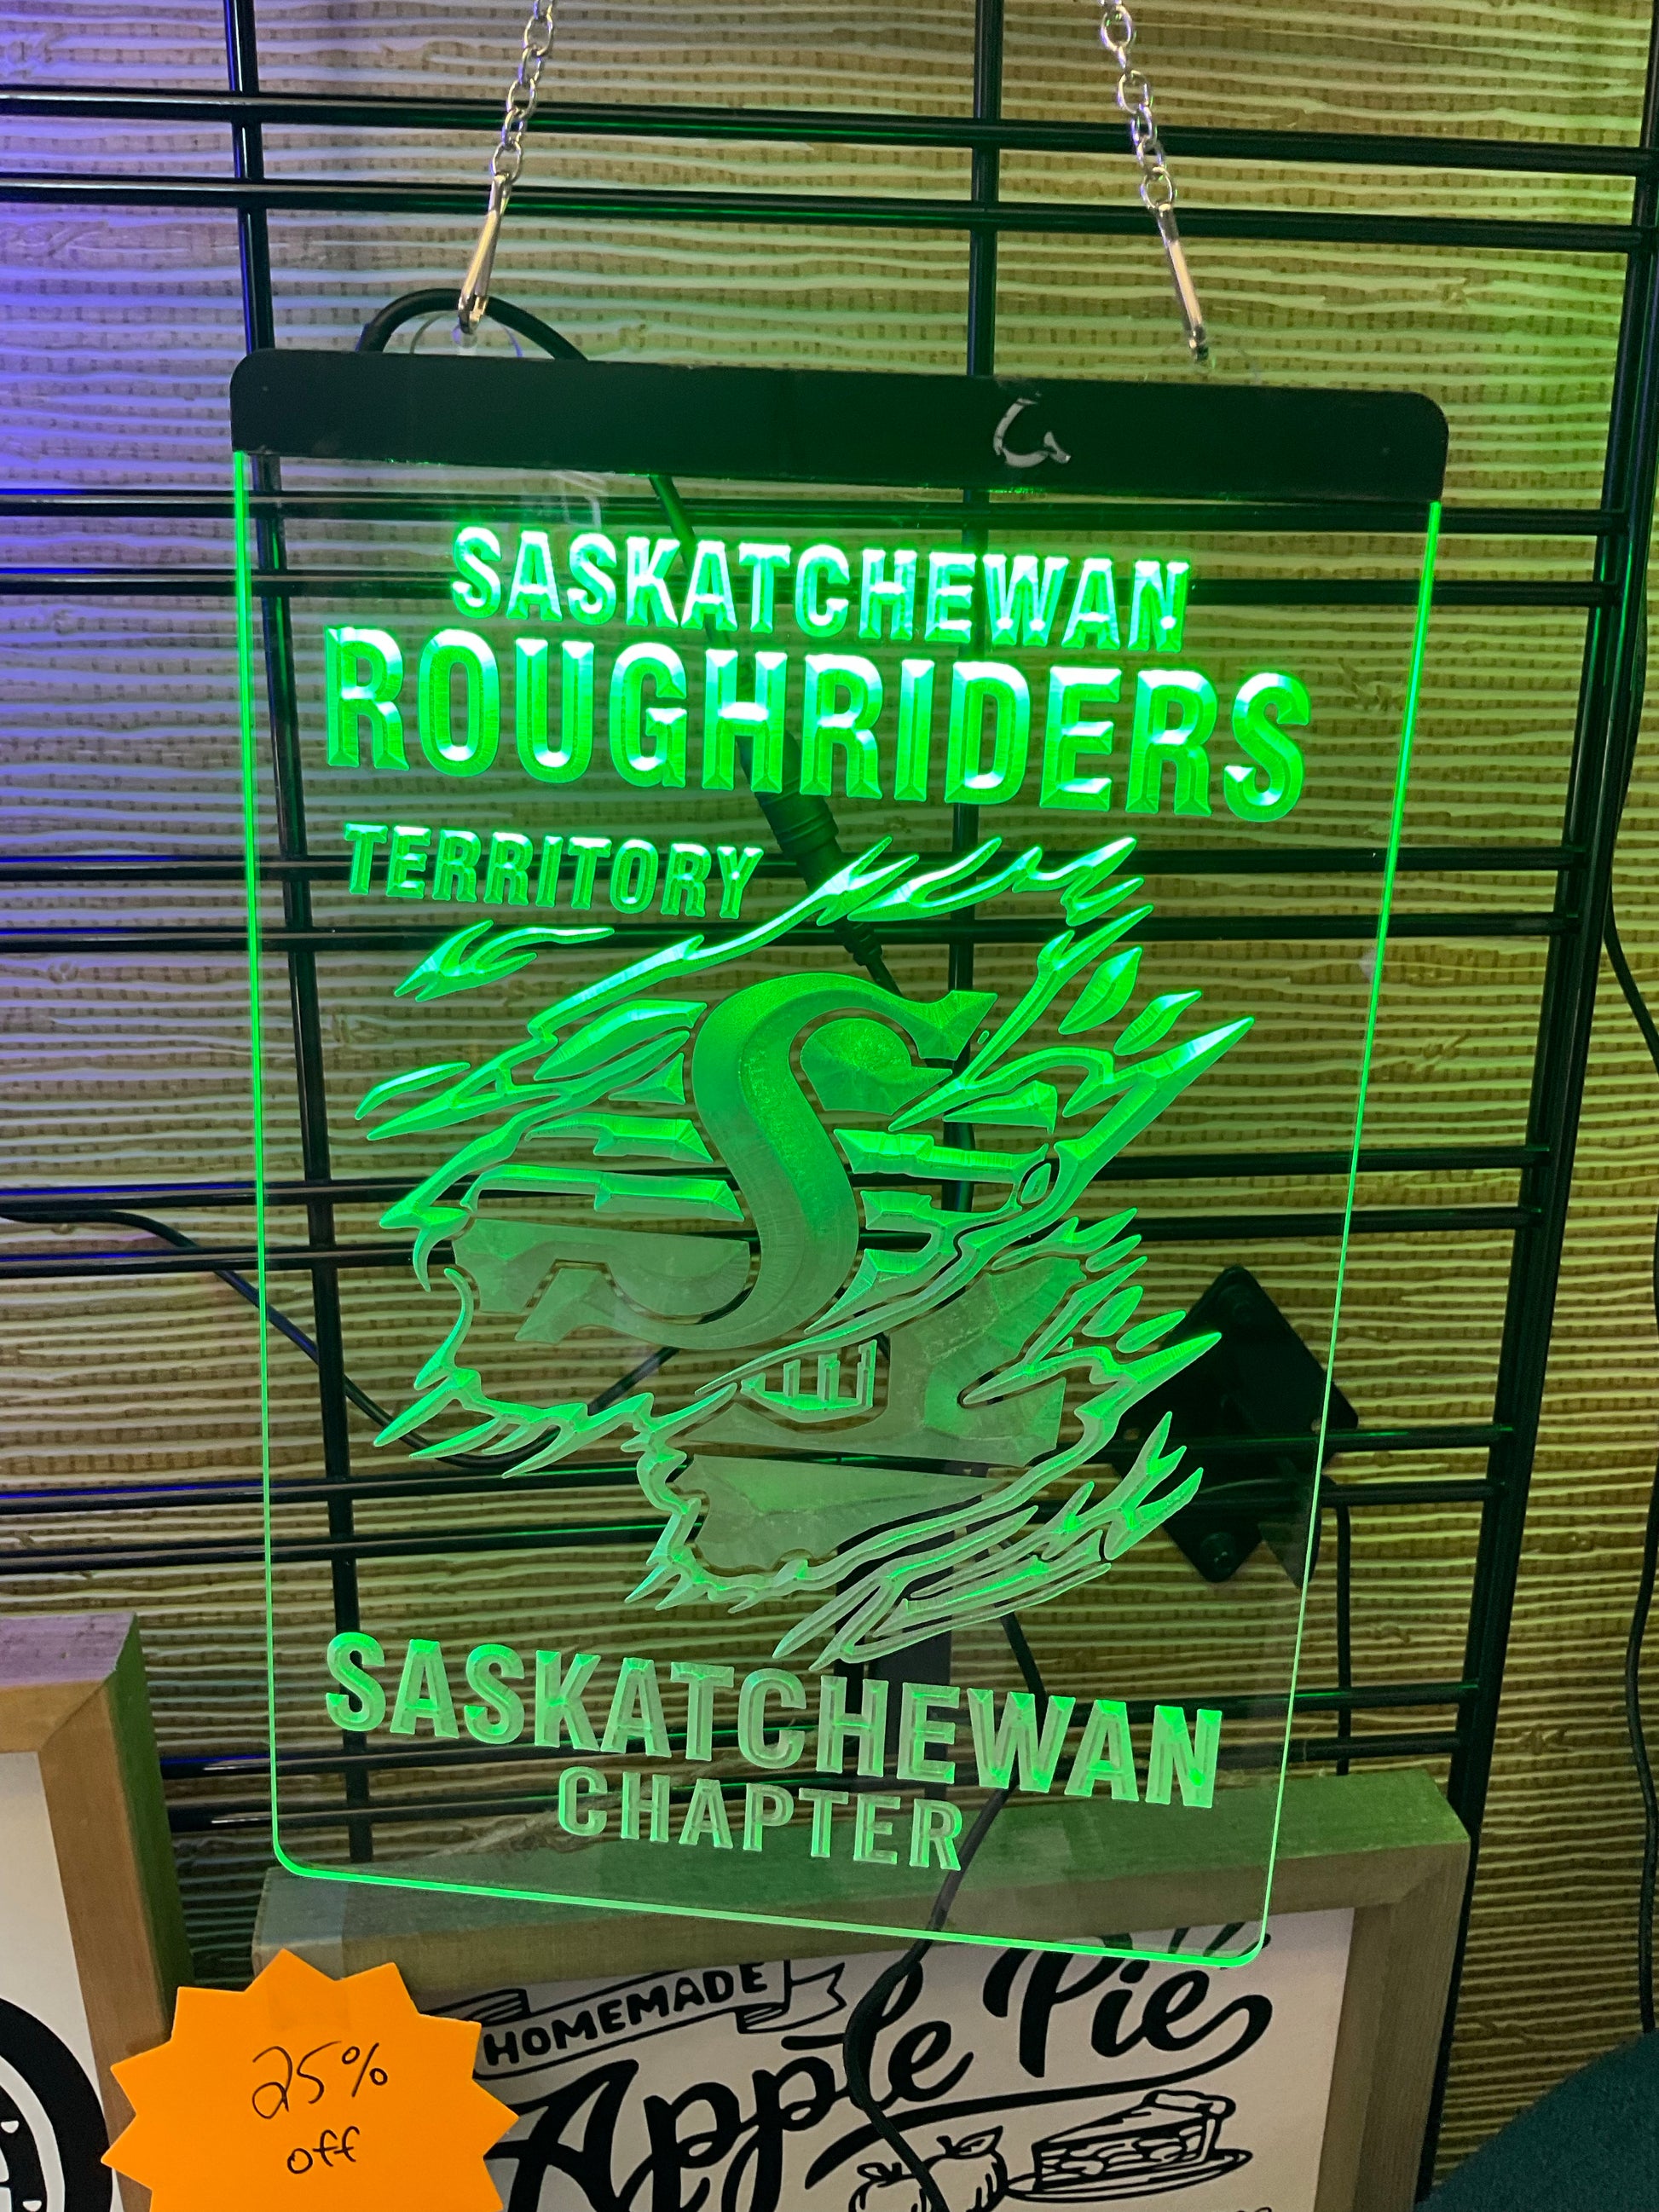 SASKATCHEWAN
ROUGHRIDERS
TERRITORY
S
SASKATCHEWAN
CHAPTER
25%
off
HOMEMADE
Apple Pie